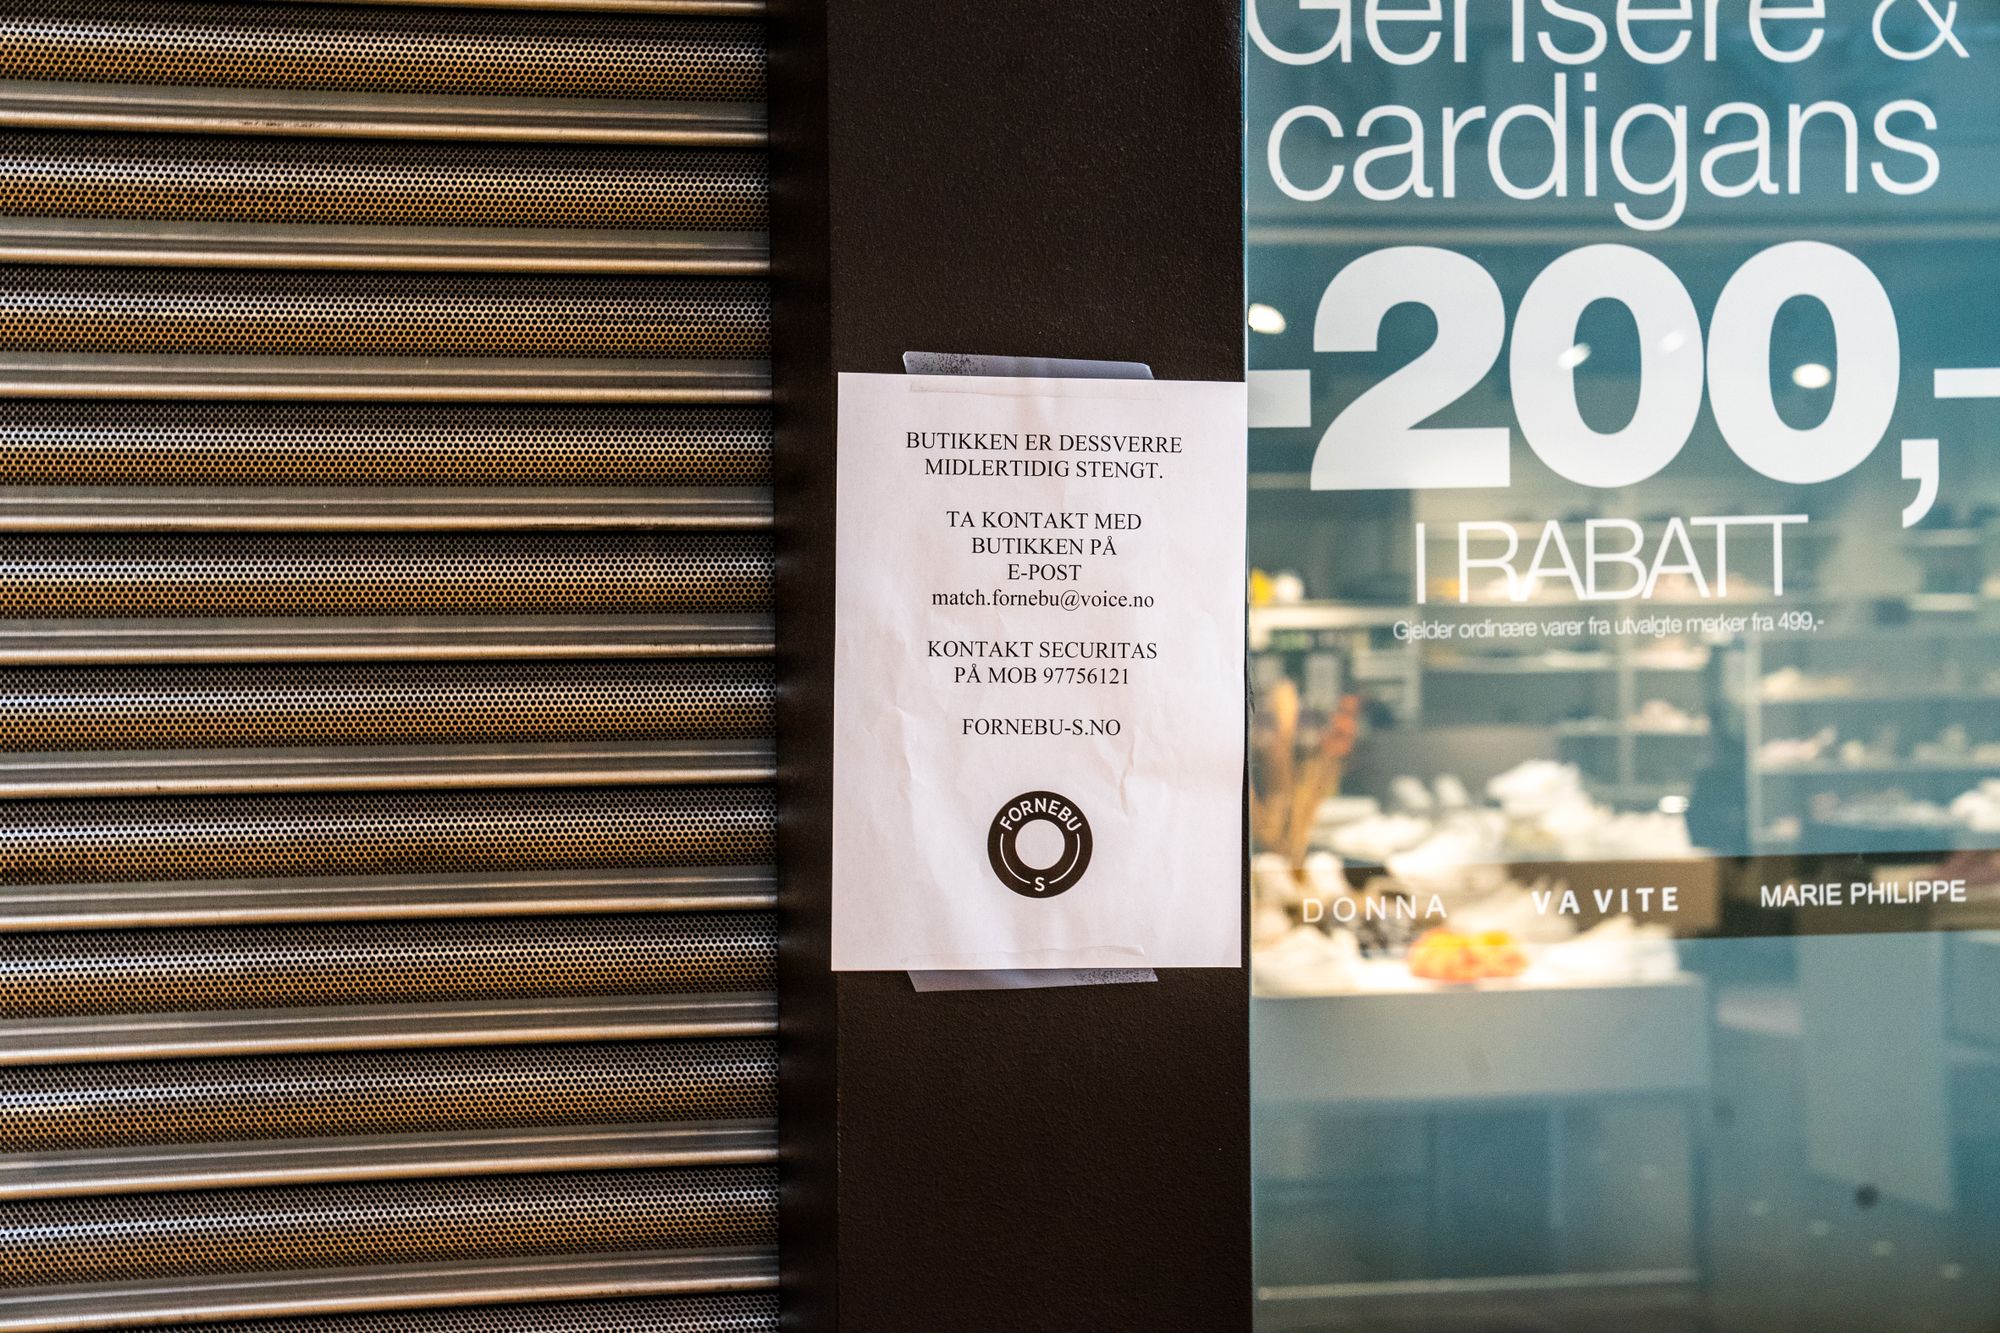 BUTIKKEN ER DESSVERRE
MIDLERTIDIG STENGT.
TA KONTAKT MED
BUTIKKEN PÅ
E-POST
match.fornebu@voice.no
KONTAKT SECURITAS
PÅ MOB 97756121
FORNEBU-S.NO
FORNEBU
S
Gensere &
cardigans
-200,-
I RABATT
Gjelder ordinære varer fra utvalgte merker fra 499,-
DONNA
VA VITE
MARIE PHILIPPE